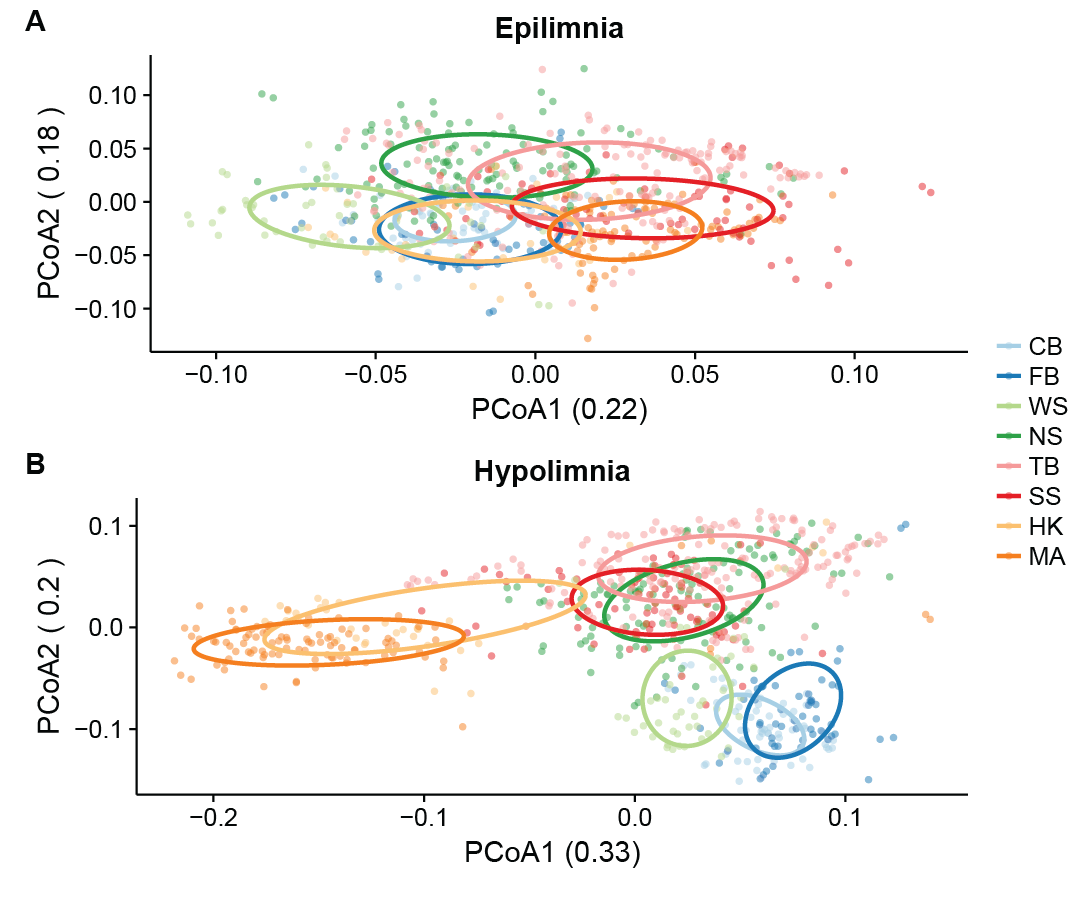 A
Epilimnia
0.10
0.05
0.00
−0.05
−0.10
PCoA2 ( 0.18 )
−0.10 −0.05 0.00 0.05 0.10
PCoA1 (0.22)
CB
FB
WS
NS
TB
SS
HK
MA
B
Hypolimnia
0.1
0.0
−0.1
PCoA2 ( 0.2 )
−0.2 −0.1 0.0 0.1
PCoA1 (0.33)